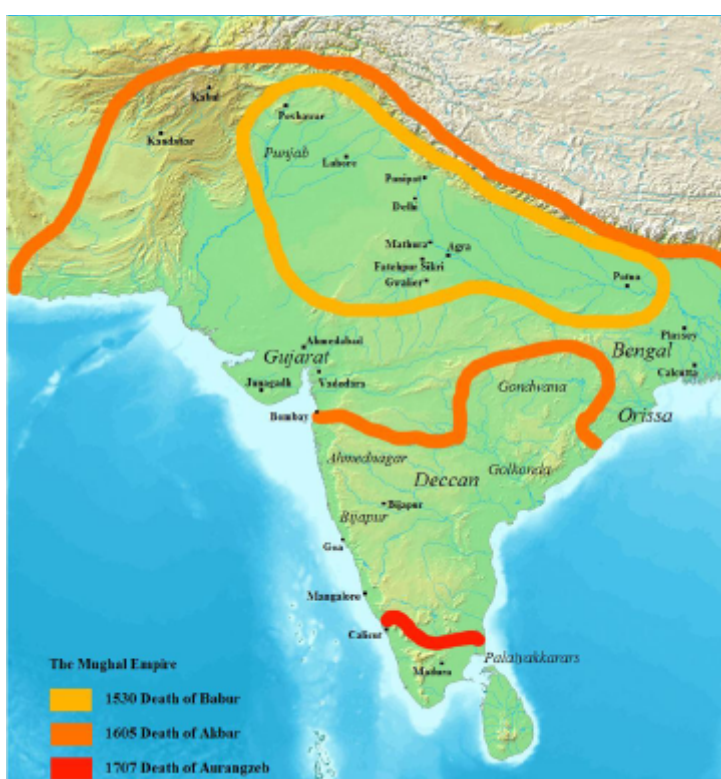 Kabul
Peshawar
Kandahar
Punjab
Lahore
Panipat
Delhi
Mathura
Agra
Fatehpur Sikri
Gwalior
Patna
Plassey
Bengal
Ahmedabad
Gujarat
Calcutta
Junagadh
Vadodara
Gondwana
Bombay
Orissa
Ahmednagar
Golkonda
Deccan
Bijapur
Bijapur
Goa
Mangalore
Calicut
Palaiyakkarars
Madura
The Mughal Empire
1530 Death of Babur
1605 Death of Akbar
1707 Death of Aurangzeb